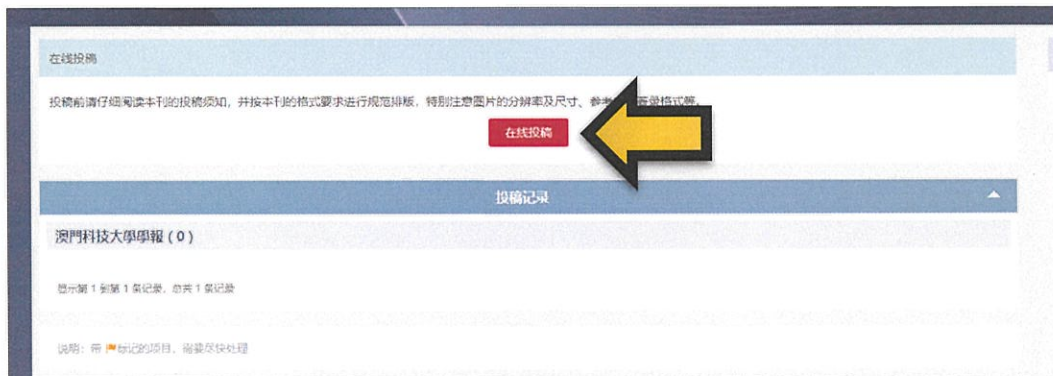 在线投稿
投稿前请仔细阅读本刊的投稿须知，并按本刊的格式要求进行规范排版，特别注意图片的分辨率及尺寸、参考 著录格式等。
在线投稿
投稿记录
澳門科技大學學報 ( 0 )
显示第 1 到第 1 条记录，总共 1 条记录
说明：带 标记的项目，需要尽快处理